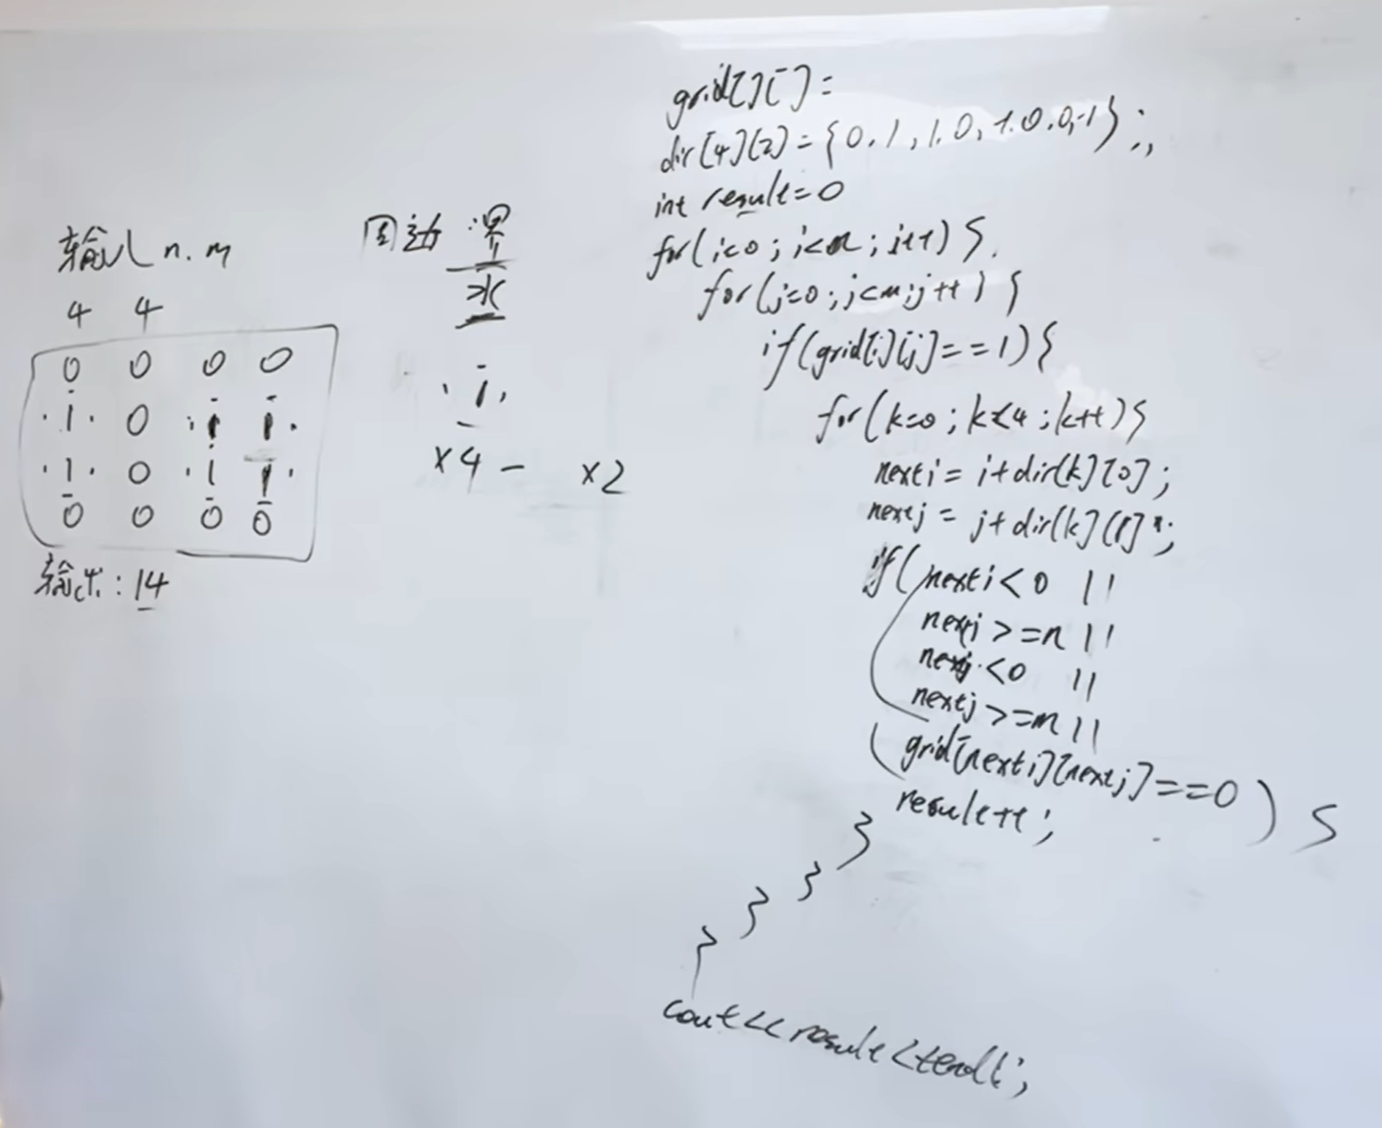 输入 n. m
4 4
0 0 0 0
1 0 1 1
1 0 1 1
0 0 0 0
输出: 14
周边
水
1
×4 - ×2
grid[][] =
dir[4][2] = {0, 1, 1, 0, -1, 0, 0, -1};
int result=0
for(i=0; i<n; i++) {
for(j=0; j<m; j++) {
if(grid[i][j]==1){
for(k=0; k<4; k++){
nexti = i+dir[k][0];
nextj = j+dir[k][1];
if(nexti<0 ||
nexti>=n ||
nextj<0 ||
nextj>=m ||
grid[nexti][nextj]==0) {
result++;
}
}
}
}
cout<<result<<endl;